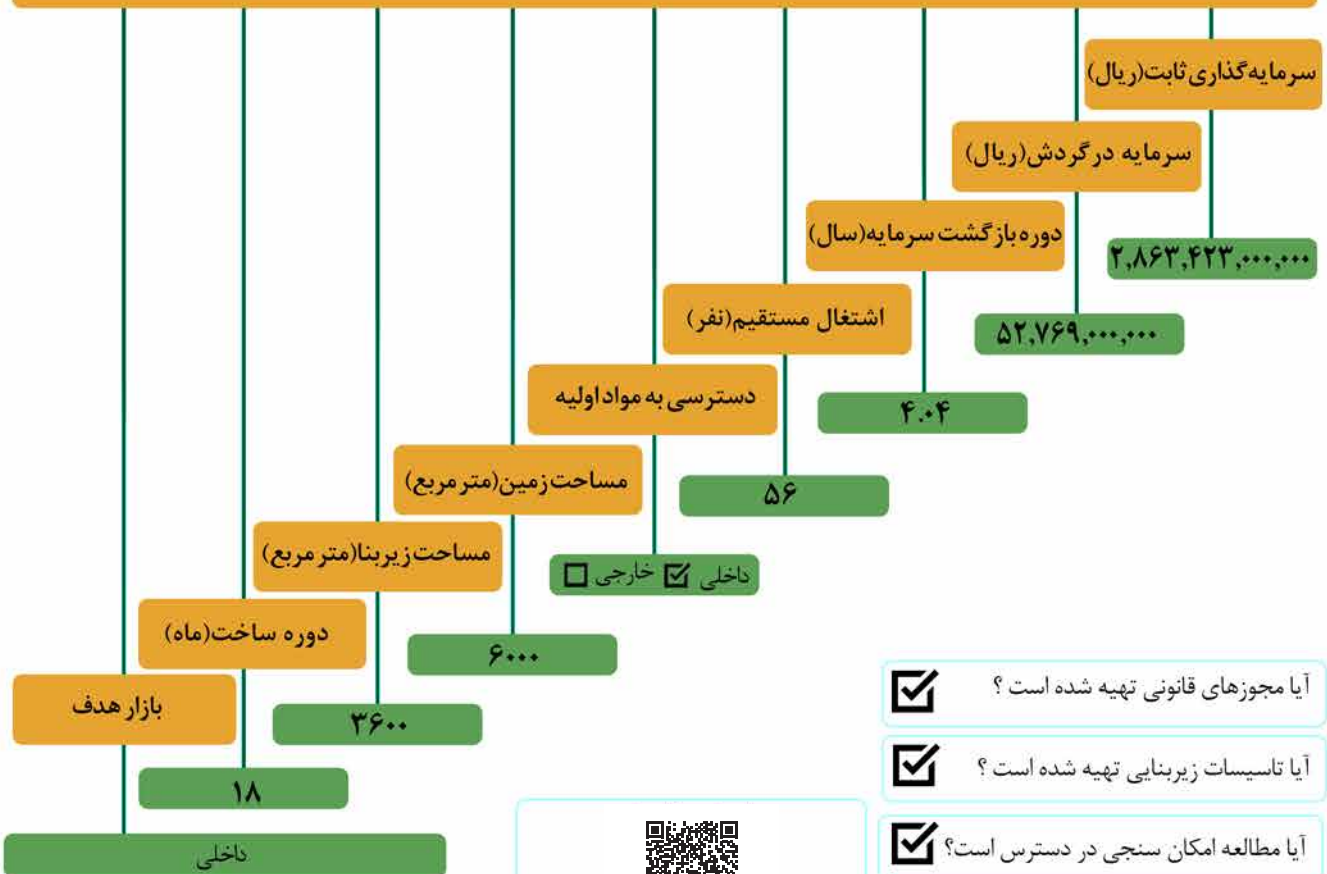 سرمایه‌گذاری ثابت(ریال)
۲,۸۶۳,۴۲۳,۰۰۰,۰۰۰
سرمایه در گردش(ریال)
۵۲,۷۶۹,۰۰۰,۰۰۰
دوره بازگشت سرمایه(سال)
۴.۰۴
اشتغال مستقیم(نفر)
۵۶
دسترسی به مواد اولیه
داخلی ☑ خارجی ☐
مساحت زمین(متر مربع)
۶۰۰۰
مساحت زیربنا(متر مربع)
۳۶۰۰
دوره ساخت(ماه)
۱۸
بازار هدف
داخلی
آیا مجوزهای قانونی تهیه شده است ؟ ☑
آیا تاسیسات زیربنایی تهیه شده است ؟ ☑
آیا مطالعه امکان سنجی در دسترس است؟ ☑